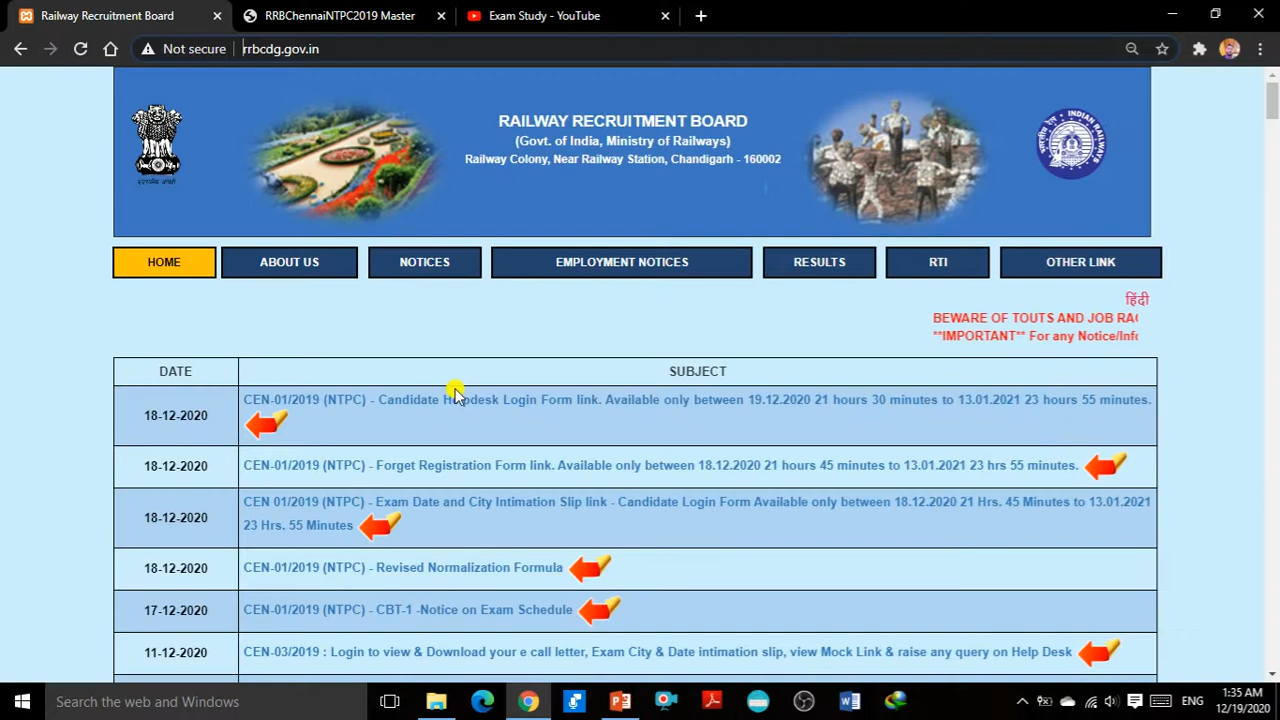 Railway Recruitment Board
RRBChennaiNTPC2019 Master
Exam Study - YouTube
Not secure
rrbcdg.gov.in
RAILWAY RECRUITMENT BOARD
(Govt. of India, Ministry of Railways)
Railway Colony, Near Railway Station, Chandigarh - 160002
INDIAN RAILWAYS
HOME
ABOUT US
NOTICES
EMPLOYMENT NOTICES
RESULTS
RTI
OTHER LINK
हिंदी
BEWARE OF TOUTS AND JOB RA
**IMPORTANT** For any Notice/Info
DATE SUBJECT
18-12-2020 CEN-01/2019 (NTPC) - Candidate Helpdesk Login Form link. Available only between 19.12.2020 21 hours 30 minutes to 13.01.2021 23 hours 55 minutes.
18-12-2020 CEN-01/2019 (NTPC) - Forget Registration Form link. Available only between 18.12.2020 21 hours 45 minutes to 13.01.2021 23 hrs 55 minutes.
18-12-2020 CEN 01/2019 (NTPC) - Exam Date and City Intimation Slip link - Candidate Login Form Available only between 18.12.2020 21 Hrs. 45 Minutes to 13.01.2021
23 Hrs. 55 Minutes
18-12-2020 CEN-01/2019 (NTPC) - Revised Normalization Formula
17-12-2020 CEN-01/2019 (NTPC) - CBT-1 -Notice on Exam Schedule
11-12-2020 CEN-03/2019 : Login to view & Download your e call letter, Exam City & Date intimation slip, view Mock Link & raise any query on Help Desk
Search the web and Windows
ENG
1:35 AM
12/19/2020